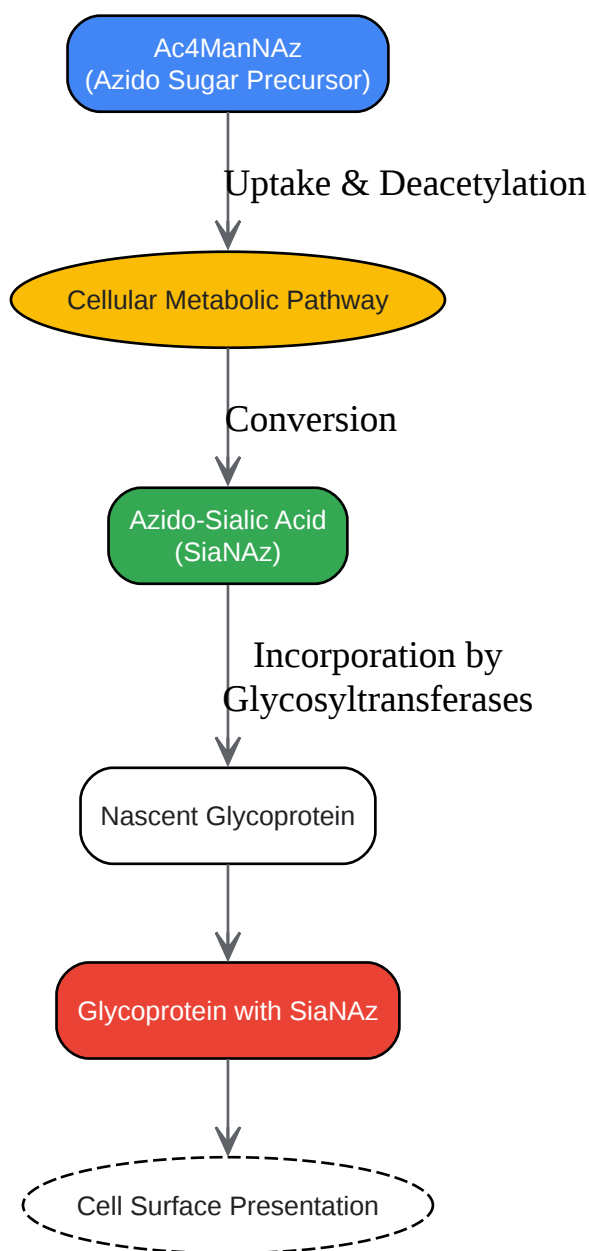 Ac4ManNAz
(Azido Sugar Precursor)
Uptake & Deacetylation
Cellular Metabolic Pathway
Conversion
Azido-Sialic Acid
(SiaNAz)
Incorporation by
Glycosyltransferases
Nascent Glycoprotein
Glycoprotein with SiaNAz
Cell Surface Presentation